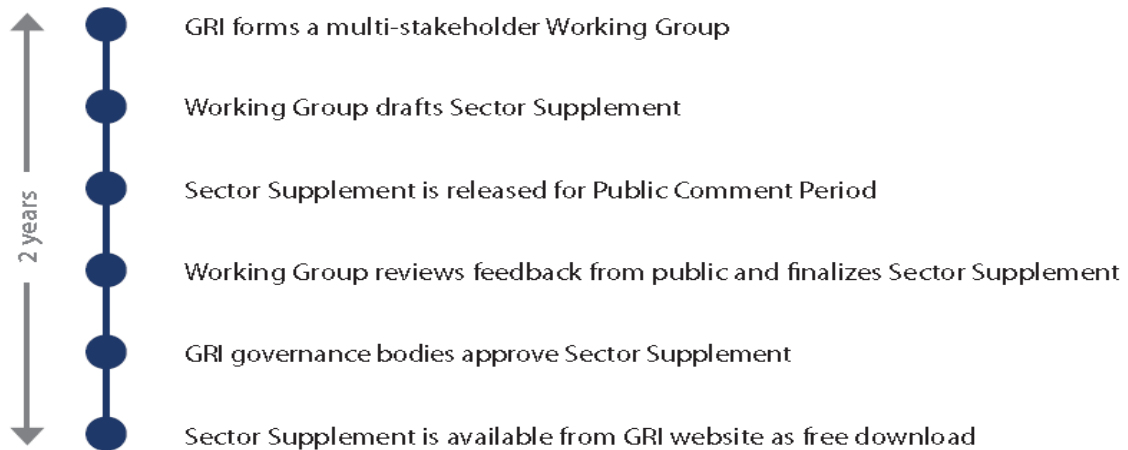 GRI forms a multi-stakeholder Working Group
Working Group drafts Sector Supplement
Sector Supplement is released for Public Comment Period
2 years
Working Group reviews feedback from public and finalizes Sector Supplement
GRI governance bodies approve Sector Supplement
Sector Supplement is available from GRI website as free download